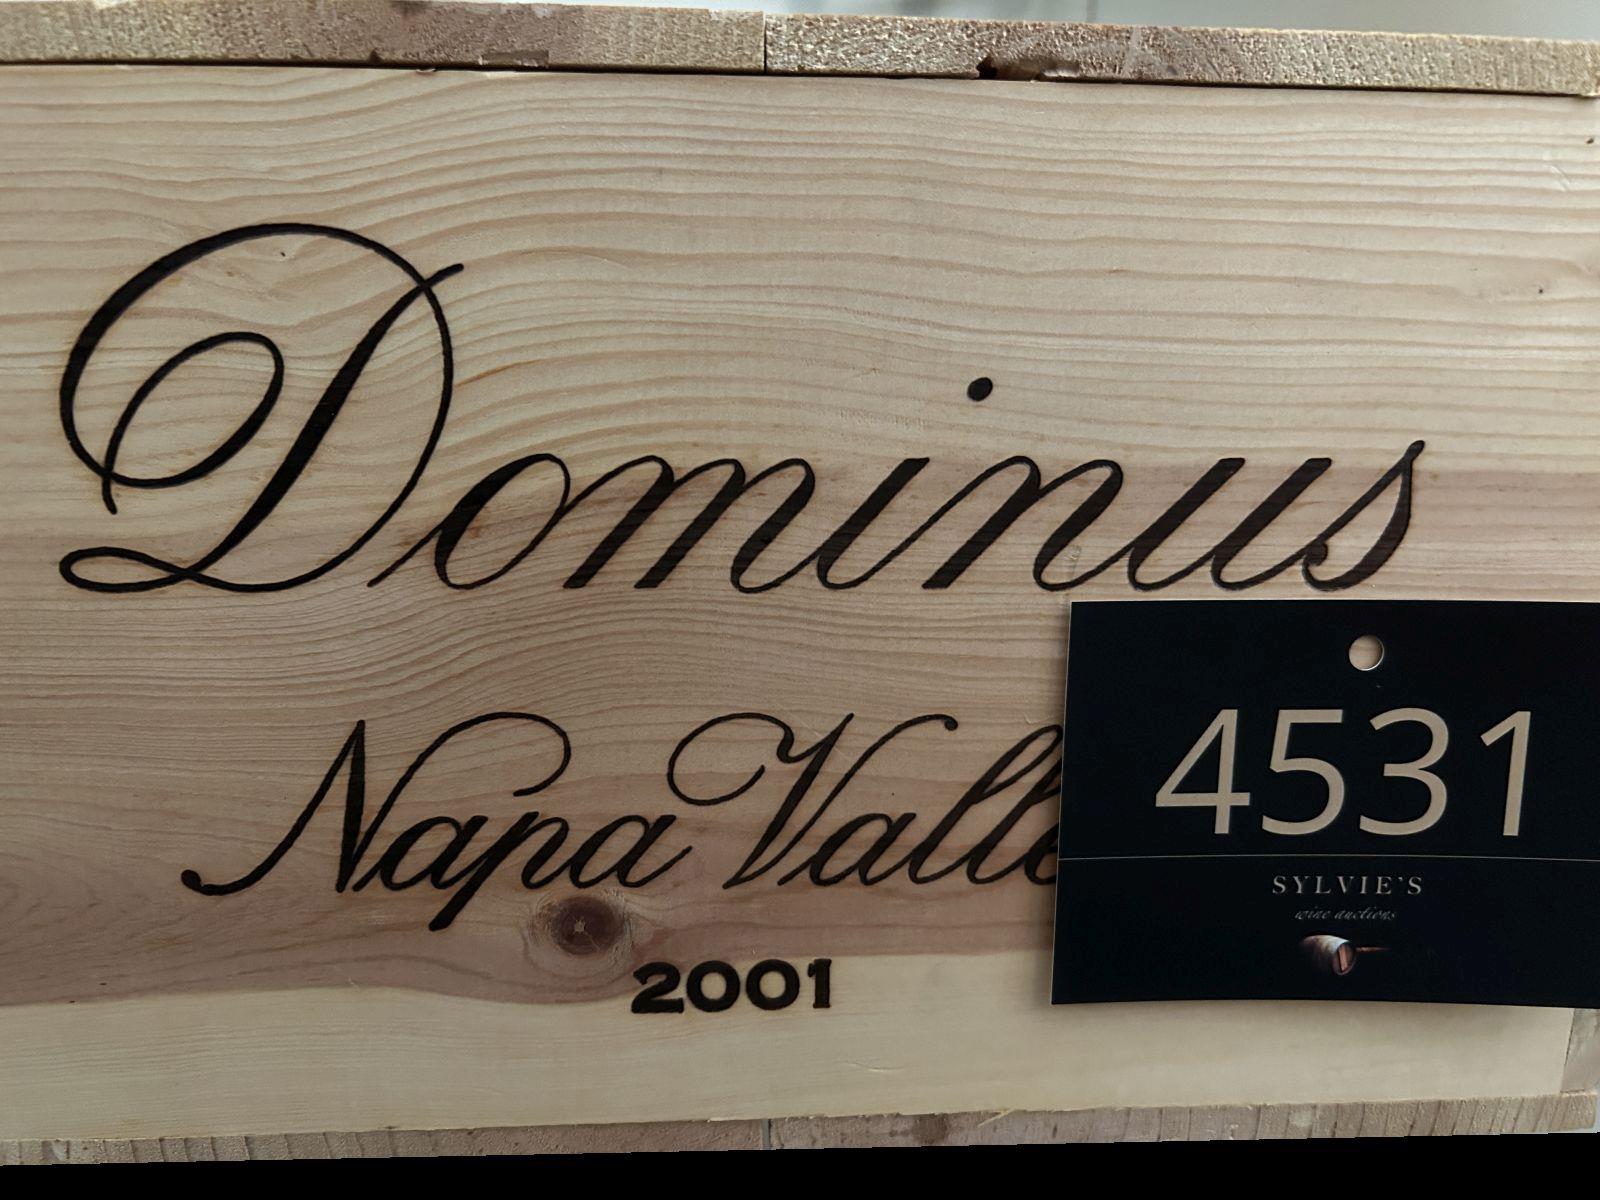 Dominus
Napa Valle
2001
4531
SYLVIE'S
wine auctions